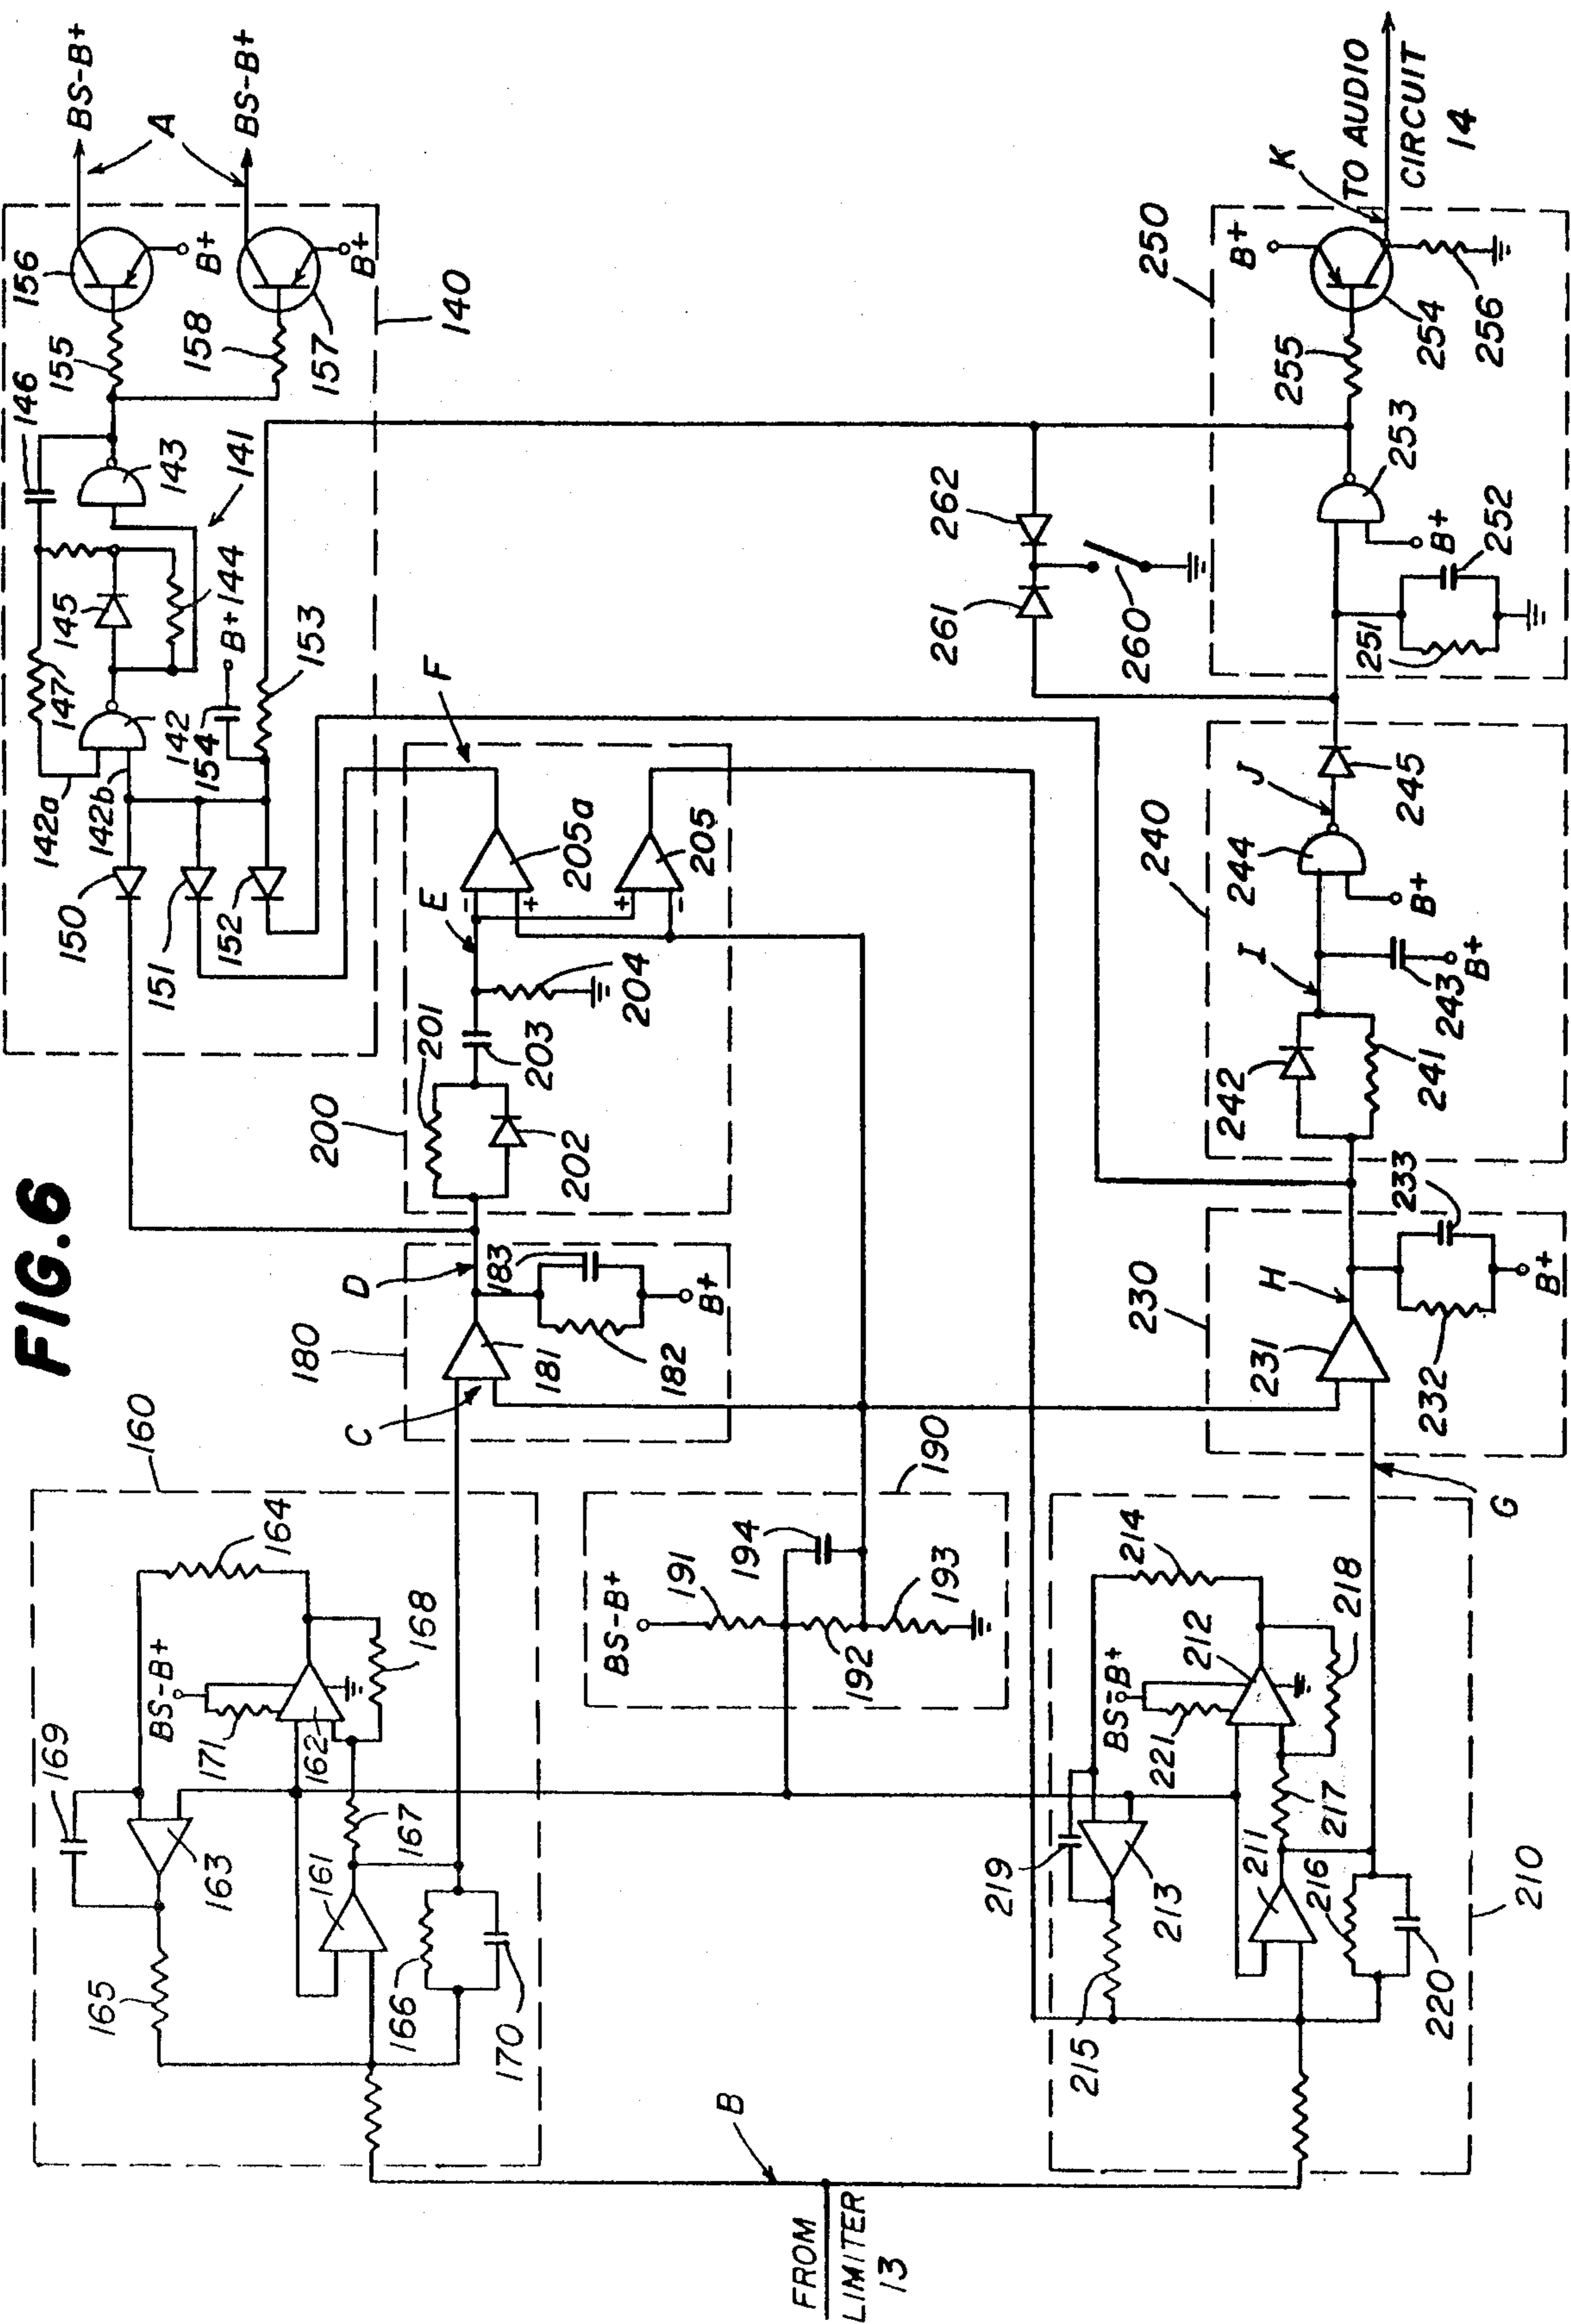 FIG.6
BS-B+
A
BS-B+
156
B+
155
158
157
B+
140
146
143
141
145
144
B+
147
142
154
153
142a
142b
150
151
152
F
205a
205
E
204
203
201
202
200
D
183
B+
182
181
180
C
160
164
168
BS-B+
171
162
169
163
167
161
165
166
170
190
194
191
BS-B+
193
192
B
FROM
LIMITER
13
262
261
260
K
TO AUDIO
CIRCUIT
14
250
B+
254
256
255
253
B+
252
251
240
J
245
244
B+
I
243
B+
242
241
233
H
230
B+
231
232
G
214
218
BS-B+
212
221
217
219
213
211
216
210
215
220